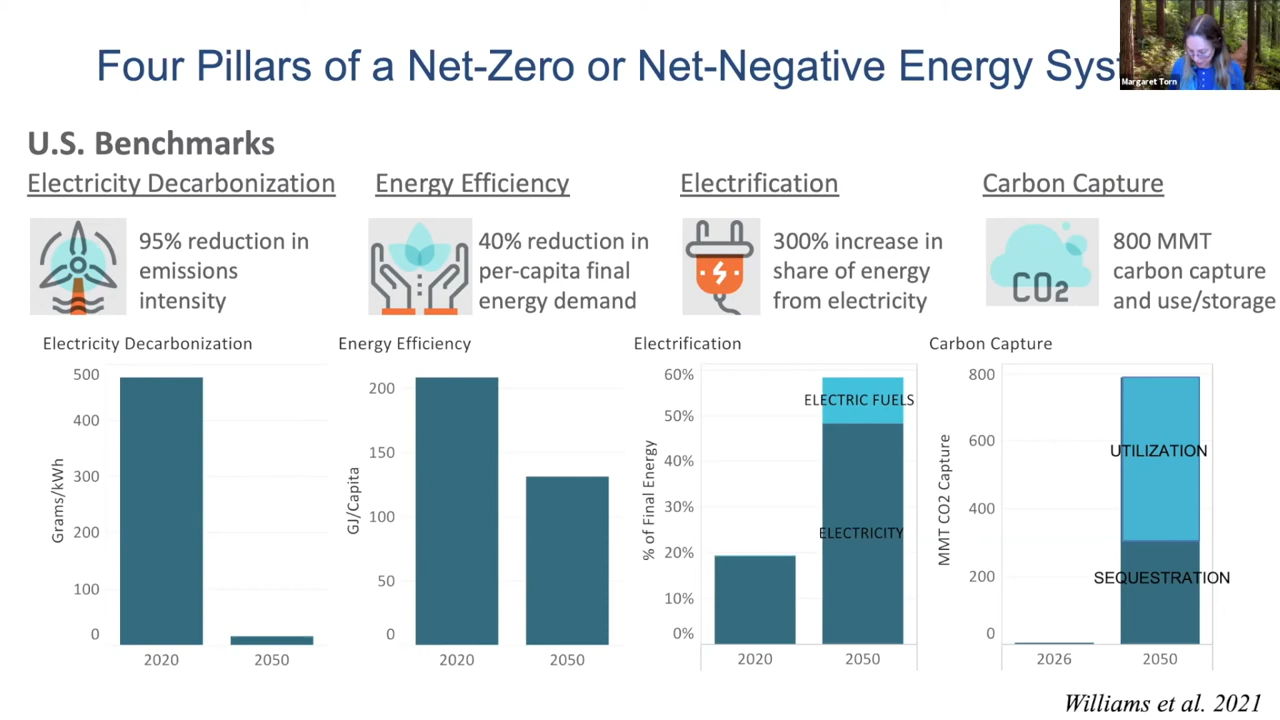 Four Pillars of a Net-Zero or Net-Negative Energy Syst
Margaret Torn
U.S. Benchmarks
Electricity Decarbonization
95% reduction in
emissions
intensity
Energy Efficiency
40% reduction in
per-capita final
energy demand
Electrification
300% increase in
share of energy
from electricity
Carbon Capture
CO2
800 MMT
carbon capture
and use/storage
Electricity Decarbonization
Grams/kWh
500
400
300
200
100
0
2020
2050
Energy Efficiency
GJ/Capita
200
150
100
50
0
2020
2050
Electrification
% of Final Energy
60%
50%
40%
30%
20%
10%
0%
ELECTRIC FUELS
ELECTRICITY
2020
2050
Carbon Capture
MMT CO2 Capture
800
600
400
200
0
UTILIZATION
SEQUESTRATION
2026
2050
Williams et al. 2021